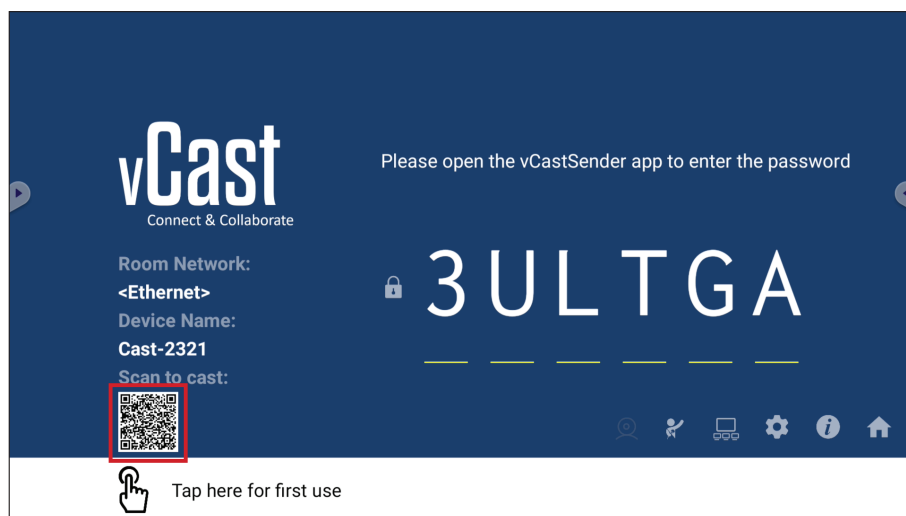 vCast
Connect & Collaborate
Please open the vCastSender app to enter the password
Room Network:
<Ethernet>
Device Name:
Cast-2321
Scan to cast:
3ULTGA
Tap here for first use